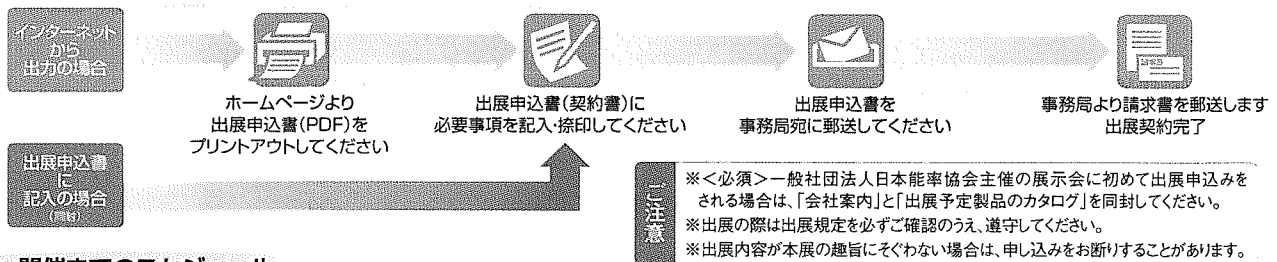 インターネット
から
出力の場合
ホームページより
出展申込書(PDF)を
プリントアウトしてください
出展申込書(契約書)に
必要事項を記入・捺印してください
出展申込書を
事務局宛に郵送してください
請求書
事務局より請求書を郵送します
出展契約完了
出展申込書
に
記入の場合
(同封)
ご注意
※<必須>一般社団法人日本能率協会主催の展示会に初めて出展申込みを
される場合は、「会社案内」と「出展予定製品のカタログ」を同封してください。
※出展の際は出展規定を必ずご確認のうえ、遵守してください。
※出展内容が本展の趣旨にそぐわない場合は、申し込みをお断りすることがあります。